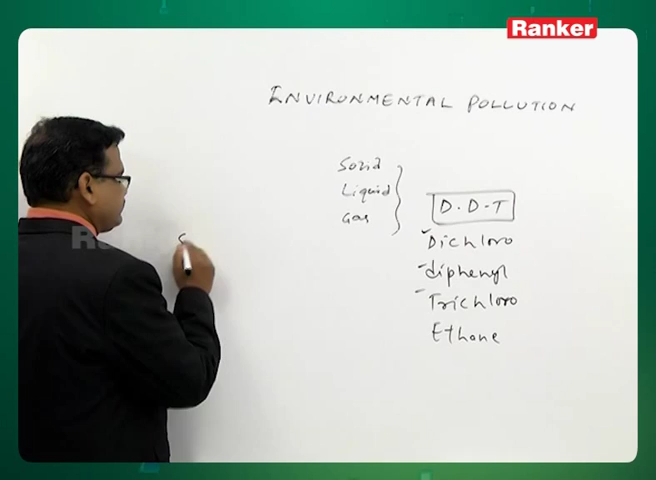 Ranker
ENVIRONMENTAL POLLUTION
Solid
Liquid
Gas
D.D-T
Dichloro
diphenyl
Trichloro
Ethane
S